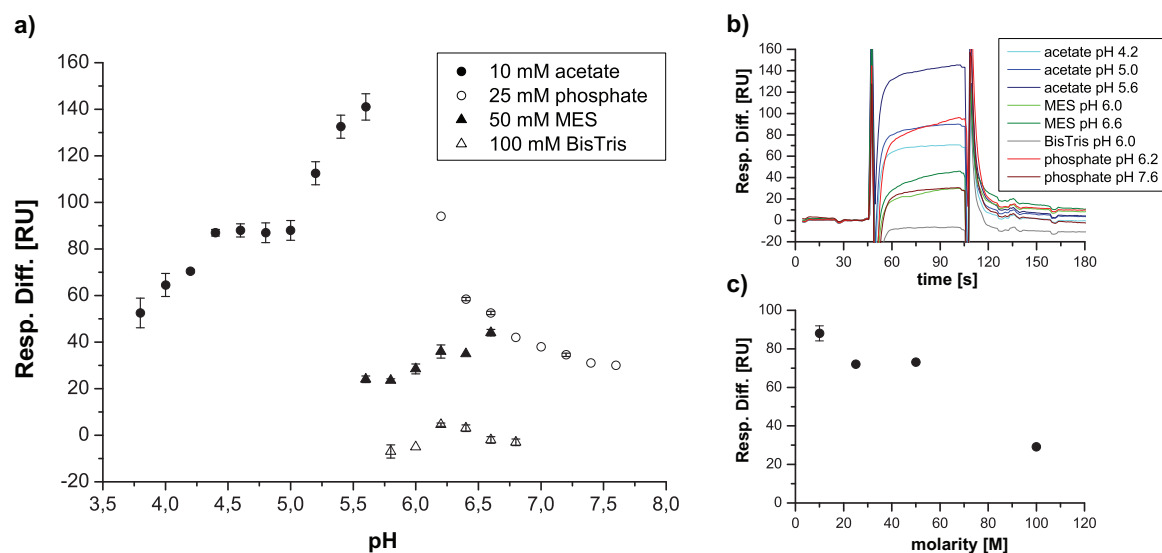 a)
10 mM acetate
25 mM phosphate
50 mM MES
100 mM BisTris
160
140
120
100
80
60
40
20
0
-20
Resp. Diff. [RU]
3,5 4,0 4,5 5,0 5,5 6,0 6,5 7,0 7,5 8,0
pH
b)
160
140
120
100
80
60
40
20
0
-20
Resp. Diff. [RU]
acetate pH 4.2
acetate pH 5.0
acetate pH 5.6
MES pH 6.0
MES pH 6.6
BisTris pH 6.0
phosphate pH 6.2
phosphate pH 7.6
0 30 60 90 120 150 180
time [s]
c)
100
80
60
40
20
0
Resp. Diff. [RU]
0 20 40 60 80 100 120
molarity [M]